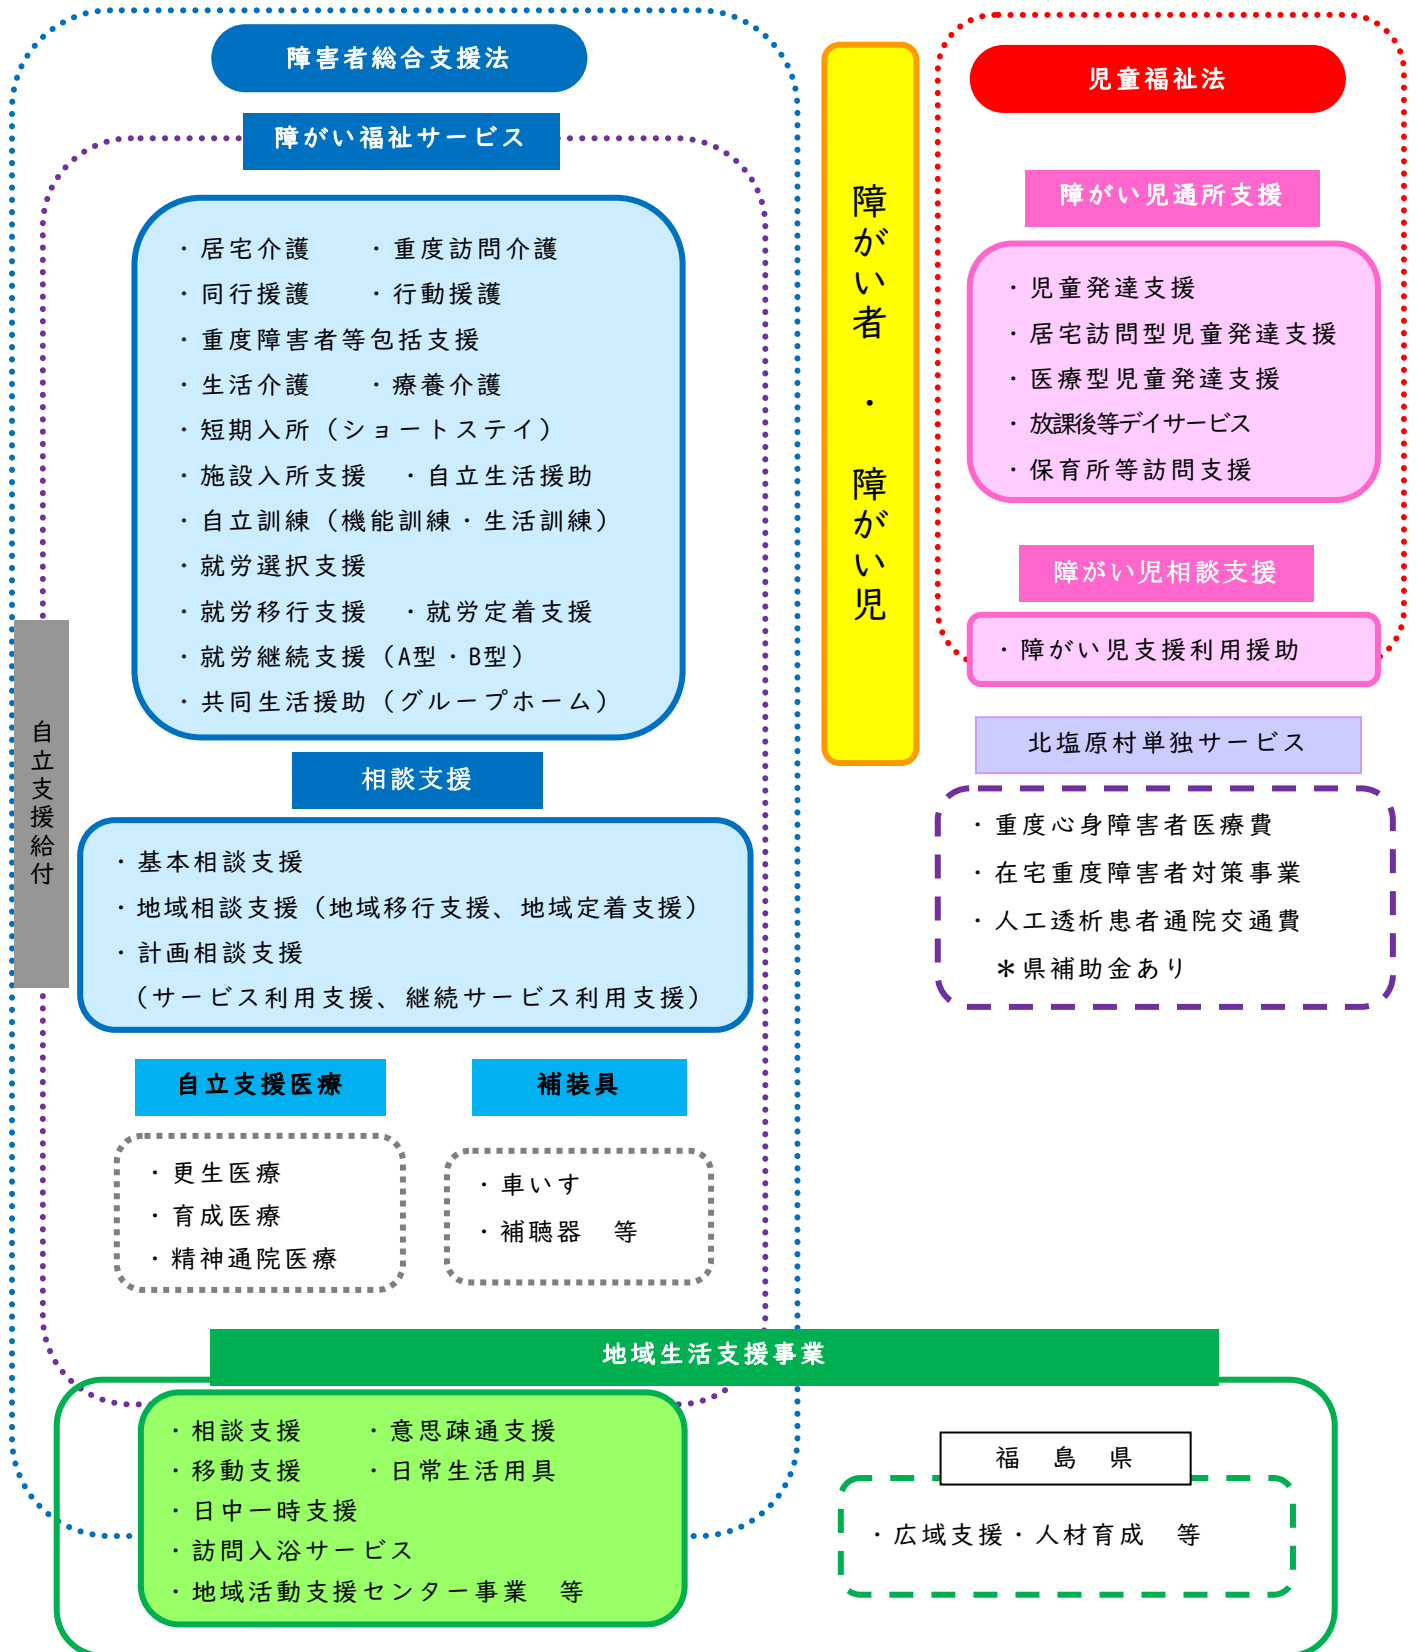 障害者総合支援法
障がい福祉サービス
・居宅介護　　・重度訪問介護
・同行援護　　・行動援護
・重度障害者等包括支援
・生活介護　　・療養介護
・短期入所（ショートステイ）
・施設入所支援　・自立生活援助
・自立訓練（機能訓練・生活訓練）
・就労選択支援
・就労移行支援　・就労定着支援
・就労継続支援（A型・B型）
・共同生活援助（グループホーム）
自立支援給付
相談支援
・基本相談支援
・地域相談支援（地域移行支援、地域定着支援）
・計画相談支援
（サービス利用支援、継続サービス利用支援）
自立支援医療
・更生医療
・育成医療
・精神通院医療
補装具
・車いす
・補聴器　等
障がい者・障がい児
児童福祉法
障がい児通所支援
・児童発達支援
・居宅訪問型児童発達支援
・医療型児童発達支援
・放課後等デイサービス
・保育所等訪問支援
障がい児相談支援
・障がい児支援利用援助
北塩原村単独サービス
・重度心身障害者医療費
・在宅重度障害者対策事業
・人工透析患者通院交通費
＊県補助金あり
地域生活支援事業
・相談支援　　・意思疎通支援
・移動支援　　・日常生活用具
・日中一時支援
・訪問入浴サービス
・地域活動支援センター事業　等
福　島　県
・広域支援・人材育成　等